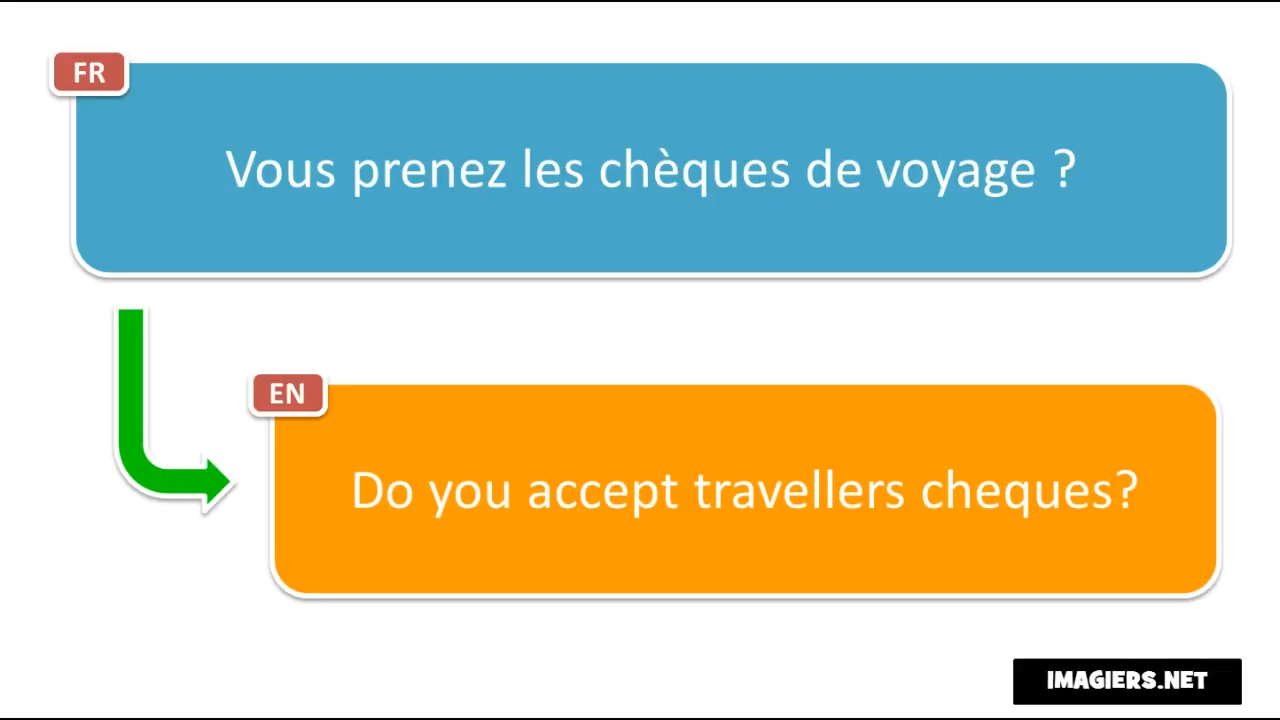 FR
Vous prenez les chèques de voyage ?
EN
Do you accept travellers cheques?
IMAGIERS.NET